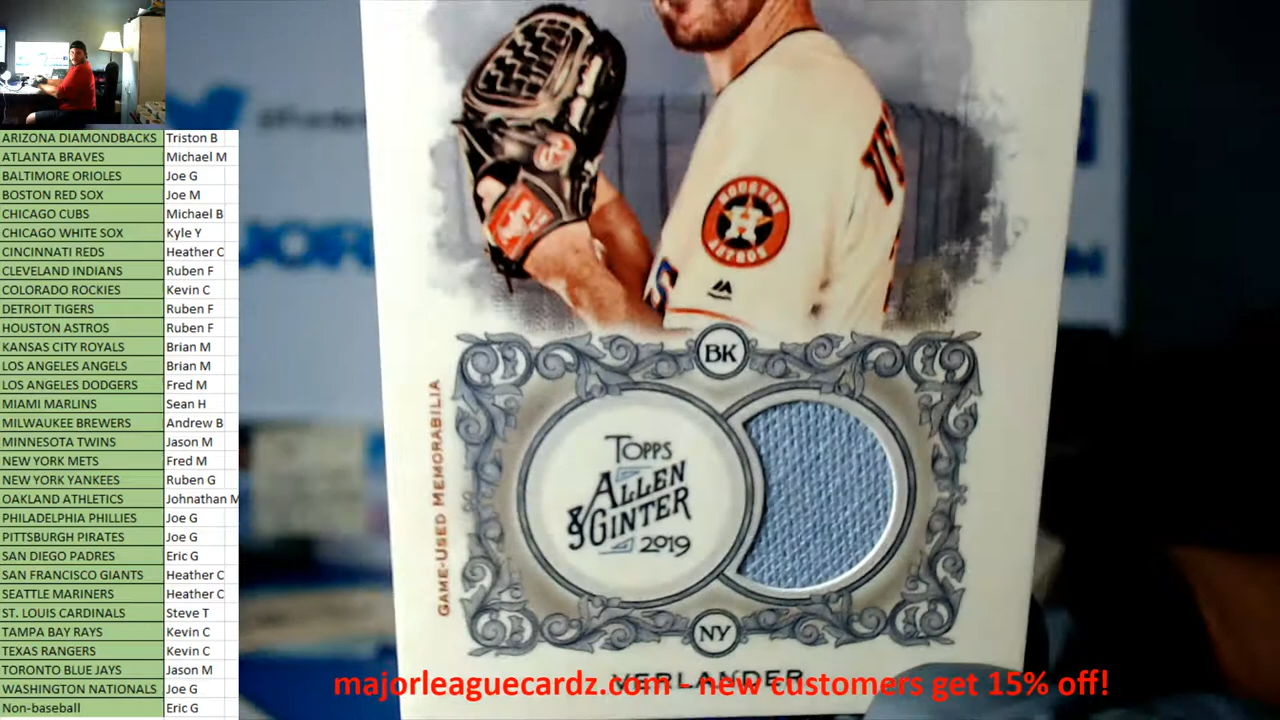 ARIZONA DIAMONDBACKS Triston B
ATLANTA BRAVES Michael M
BALTIMORE ORIOLES Joe G
BOSTON RED SOX Joe M
CHICAGO CUBS Michael B
CHICAGO WHITE SOX Kyle Y
CINCINNATI REDS Heather C
CLEVELAND INDIANS Ruben F
COLORADO ROCKIES Kevin C
DETROIT TIGERS Ruben F
HOUSTON ASTROS Ruben F
KANSAS CITY ROYALS Brian M
LOS ANGELES ANGELS Brian M
LOS ANGELES DODGERS Fred M
MIAMI MARLINS Sean H
MILWAUKEE BREWERS Andrew B
MINNESOTA TWINS Jason M
NEW YORK METS Fred M
NEW YORK YANKEES Ruben G
OAKLAND ATHLETICS Johnathan M
PHILADELPHIA PHILLIES Joe G
PITTSBURGH PIRATES Joe G
SAN DIEGO PADRES Eric G
SAN FRANCISCO GIANTS Heather C
SEATTLE MARINERS Heather C
ST. LOUIS CARDINALS Steve T
TAMPA BAY RAYS Kevin C
TEXAS RANGERS Kevin C
TORONTO BLUE JAYS Jason M
WASHINGTON NATIONALS Joe G
Non-baseball Eric G
HOUSTON
H
ASTROS
BK
GAME-USED MEMORABILIA
TOPPS
ALLEN
& GINTER
2019
NY
VERLANDER
majorleaguecardz.com - new customers get 15% off!